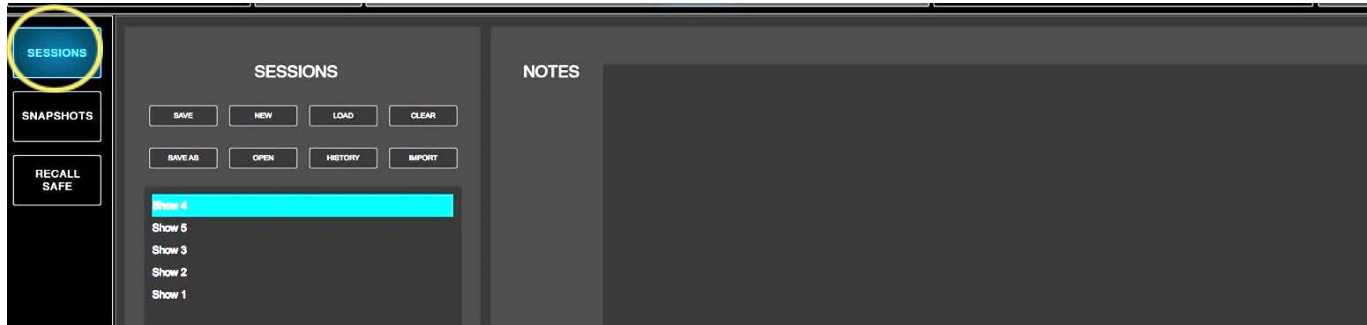 SESSIONS
SNAPSHOTS
RECALL
SAFE
SESSIONS
SAVE NEW LOAD CLEAR
SAVE AS OPEN HISTORY IMPORT
Show 4
Show 5
Show 3
Show 2
Show 1
NOTES